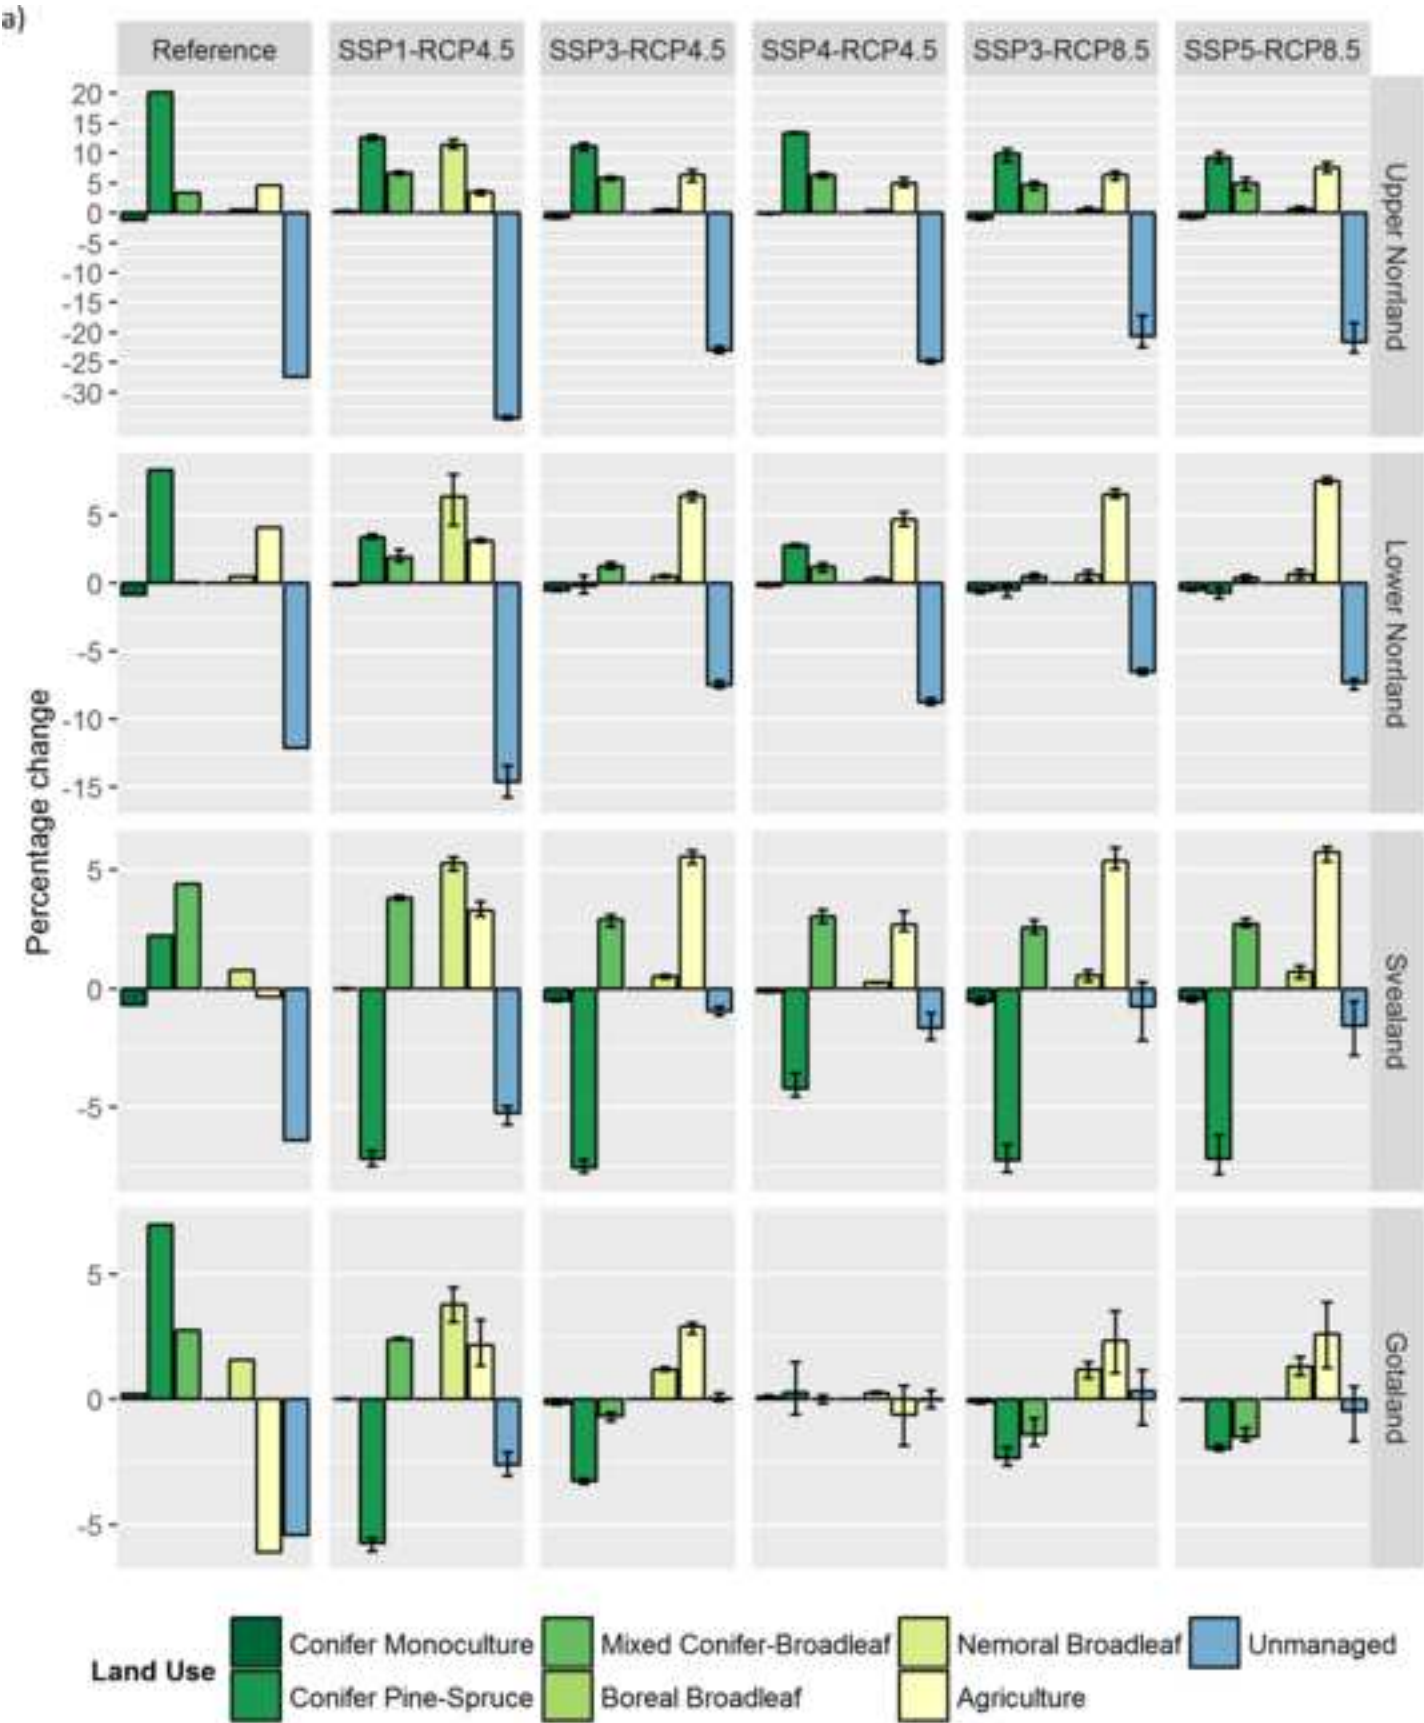 a)
Reference SSP1-RCP4.5 SSP3-RCP4.5 SSP4-RCP4.5 SSP3-RCP8.5 SSP5-RCP8.5
20
15
10
5
0
-5
-10
-15
-20
-25
-30
Upper Norrland
5
0
-5
-10
-15
Lower Norrland
Percentage change
5
0
-5
Svealand
5
0
-5
Gotaland
Land Use
Conifer Monoculture Mixed Conifer-Broadleaf Nemoral Broadleaf Unmanaged
Conifer Pine-Spruce Boreal Broadleaf Agriculture